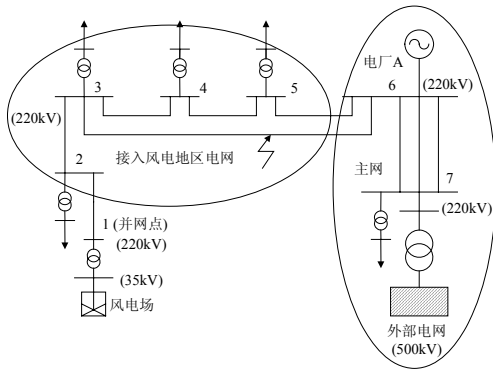 电厂A
3
4
5
6
(220kV)
(220kV)
接入风电地区电网
2
主网
7
1 (并网点)
(220kV)
(220kV)
(35kV)
风电场
外部电网
(500kV)